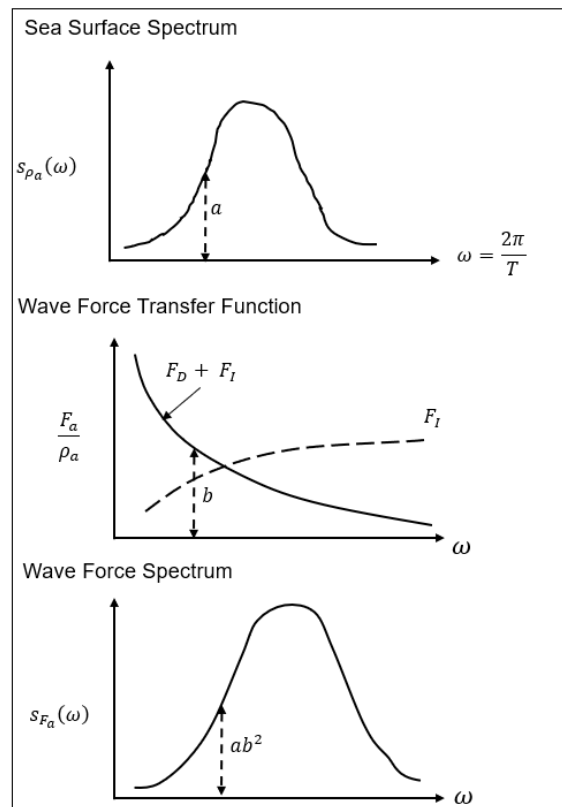 Sea Surface Spectrum
s_{ρ_a}(ω)
a
ω = 2π/T
Wave Force Transfer Function
F_D + F_I
F_I
F_a/ρ_a
b
ω
Wave Force Spectrum
s_{F_a}(ω)
ab²
ω